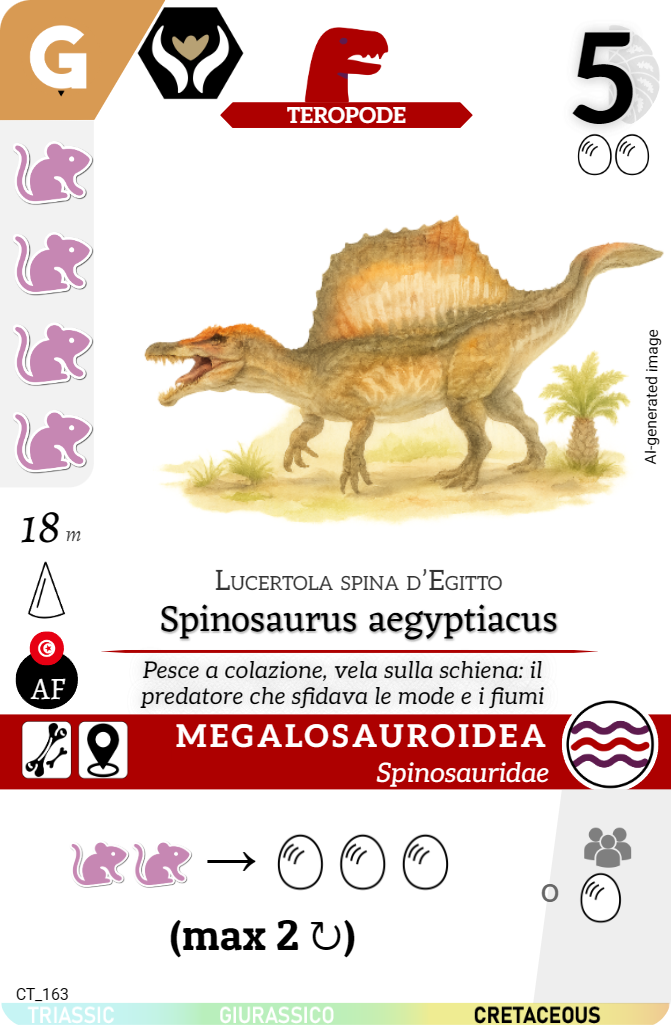 G
5
TEROPODE
AI-generated image
18 m
AF
Lucertola spina d'Egitto
Spinosaurus aegyptiacus
Pesce a colazione, vela sulla schiena: il
predatore che sfidava le mode e i fiumi
MEGALOSAUROIDEA
Spinosauridae
O
(max 2 ↻)
CT_163
TRIASSIC GIURASSICO CRETACEOUS